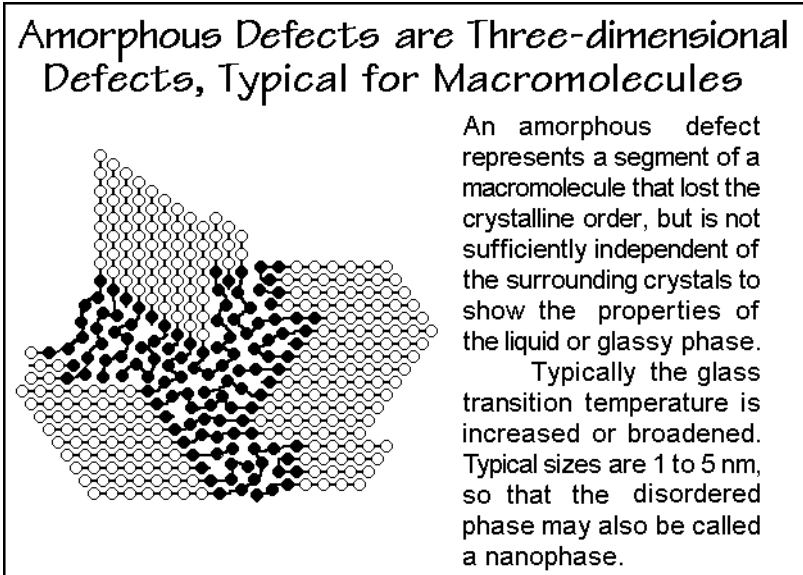 Amorphous Defects are Three-dimensional
Defects, Typical for Macromolecules
An amorphous defect
represents a segment of a
macromolecule that lost the
crystalline order, but is not
sufficiently independent of
the surrounding crystals to
show the properties of
the liquid or glassy phase.
Typically the glass
transition temperature is
increased or broadened.
Typical sizes are 1 to 5 nm,
so that the disordered
phase may also be called
a nanophase.